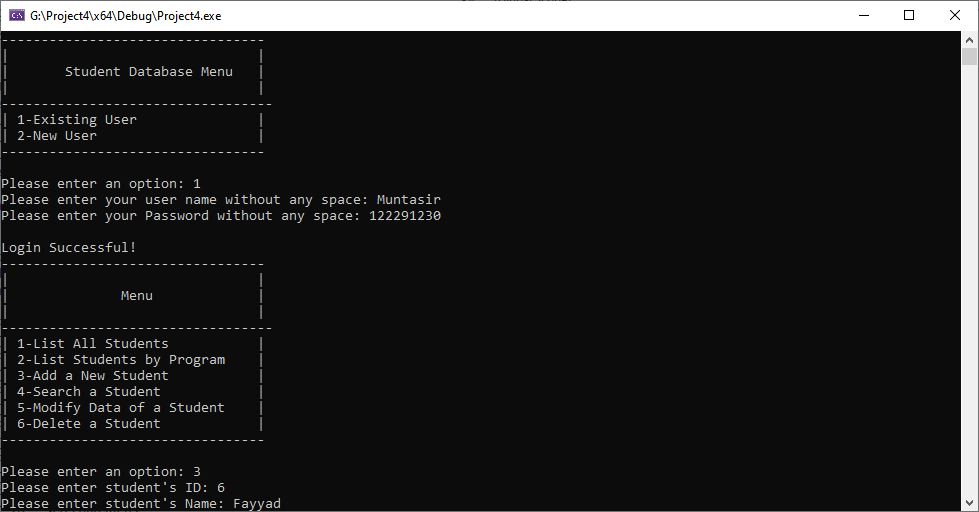 G:\Project4\x64\Debug\Project4.exe
---------------------------------
|                               |
|       Student Database Menu   |
|                               |
----------------------------------
| 1-Existing User               |
| 2-New User                    |
---------------------------------
Please enter an option: 1
Please enter your user name without any space: Muntasir
Please enter your Password without any space: 122291230
Login Successful!
---------------------------------
|                               |
|              Menu             |
|                               |
----------------------------------
| 1-List All Students           |
| 2-List Students by Program    |
| 3-Add a New Student           |
| 4-Search a Student            |
| 5-Modify Data of a Student    |
| 6-Delete a Student            |
---------------------------------
Please enter an option: 3
Please enter student's ID: 6
Please enter student's Name: Fayyad